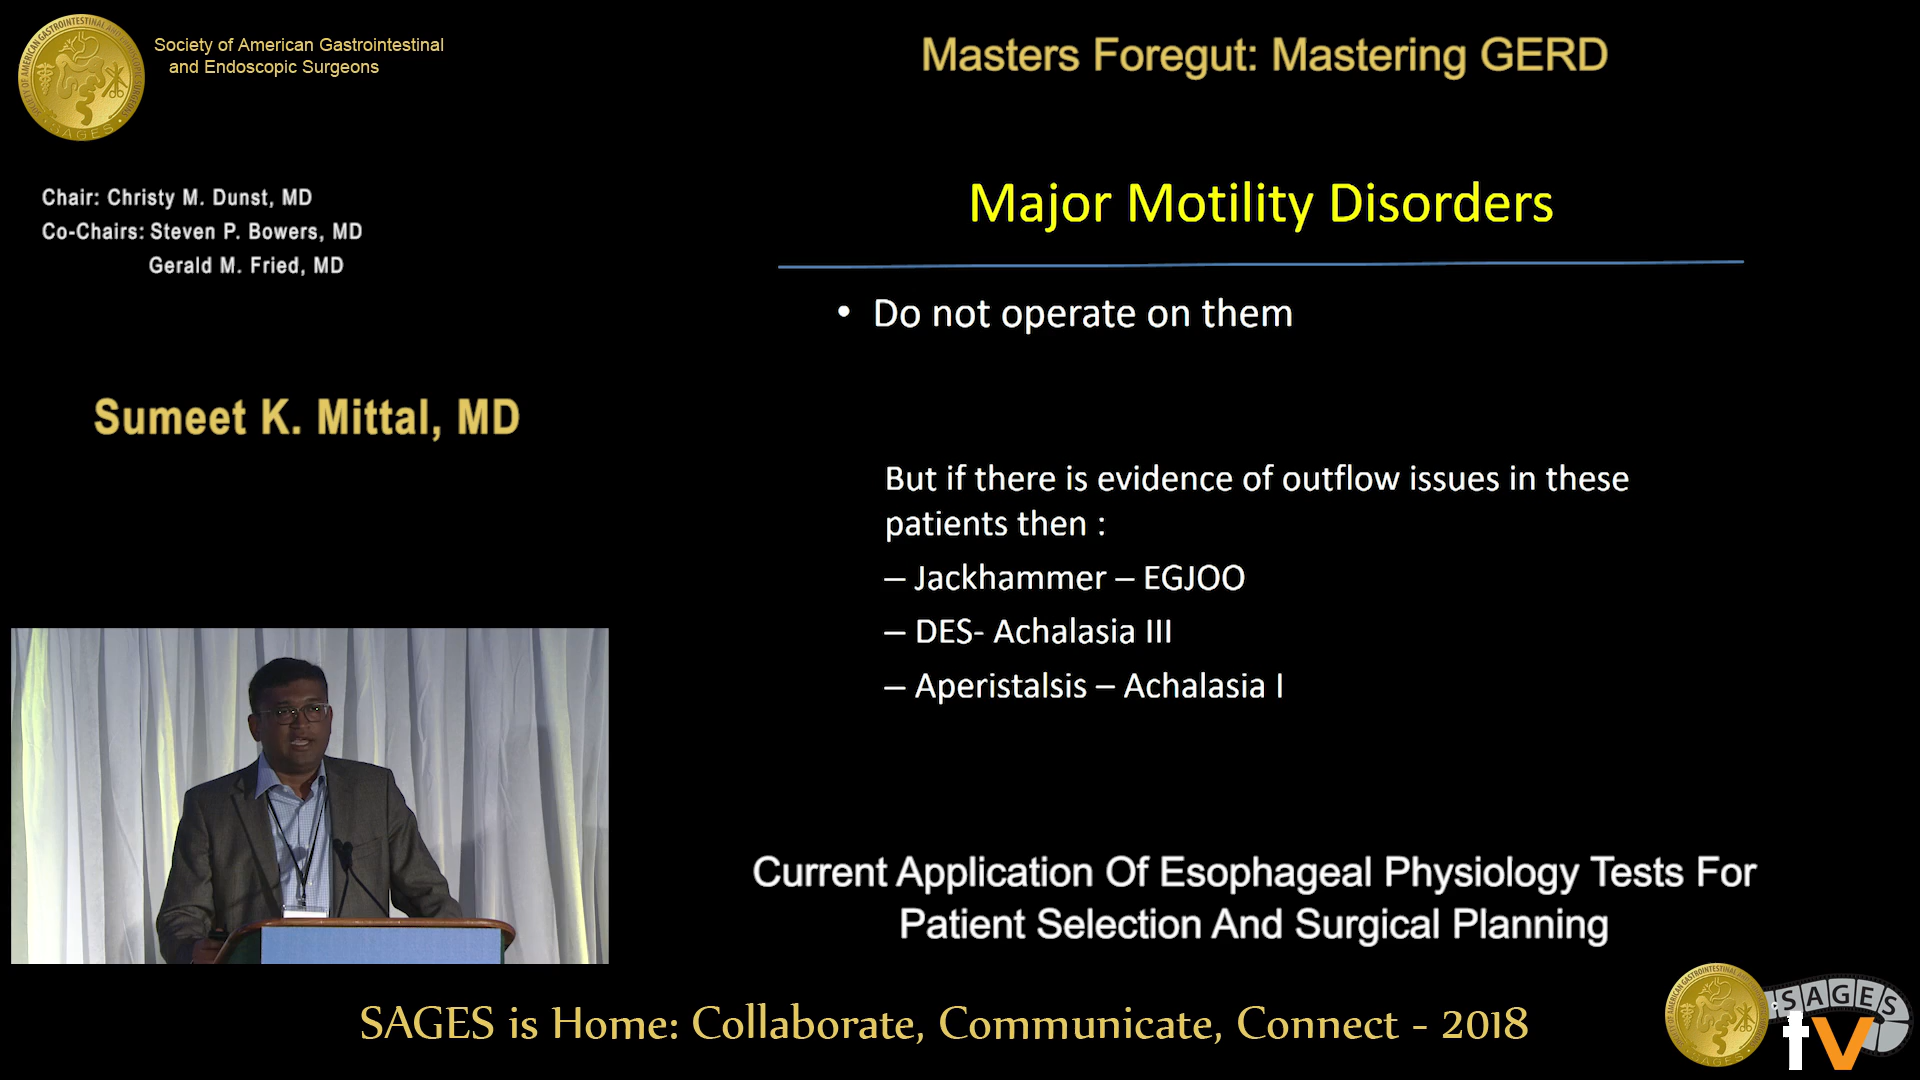 Society of American Gastrointestinal
and Endoscopic Surgeons
Masters Foregut: Mastering GERD
Chair: Christy M. Dunst, MD
Co-Chairs: Steven P. Bowers, MD
Gerald M. Fried, MD
Sumeet K. Mittal, MD
Major Motility Disorders
• Do not operate on them
But if there is evidence of outflow issues in these
patients then :
– Jackhammer – EGJOO
– DES- Achalasia III
– Aperistalsis – Achalasia I
Current Application Of Esophageal Physiology Tests For
Patient Selection And Surgical Planning
SAGES is Home: Collaborate, Communicate, Connect - 2018
SAGES
tv
SAGES